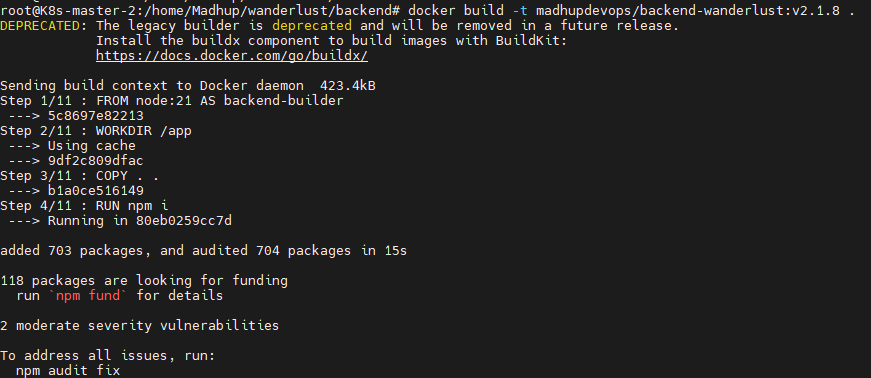 root@K8s-master-2:/home/Madhup/wanderlust/backend# docker build -t madhupdevops/backend-wanderlust:v2.1.8 .
DEPRECATED: The legacy builder is deprecated and will be removed in a future release.
            Install the buildx component to build images with BuildKit:
            https://docs.docker.com/go/buildx/

Sending build context to Docker daemon  423.4kB
Step 1/11 : FROM node:21 AS backend-builder
 ---> 5c8697e82213
Step 2/11 : WORKDIR /app
 ---> Using cache
 ---> 9df2c809dfac
Step 3/11 : COPY . .
 ---> b1a0ce516149
Step 4/11 : RUN npm i
 ---> Running in 80eb0259cc7d

added 703 packages, and audited 704 packages in 15s

118 packages are looking for funding
  run `npm fund` for details

2 moderate severity vulnerabilities

To address all issues, run:
  npm audit fix